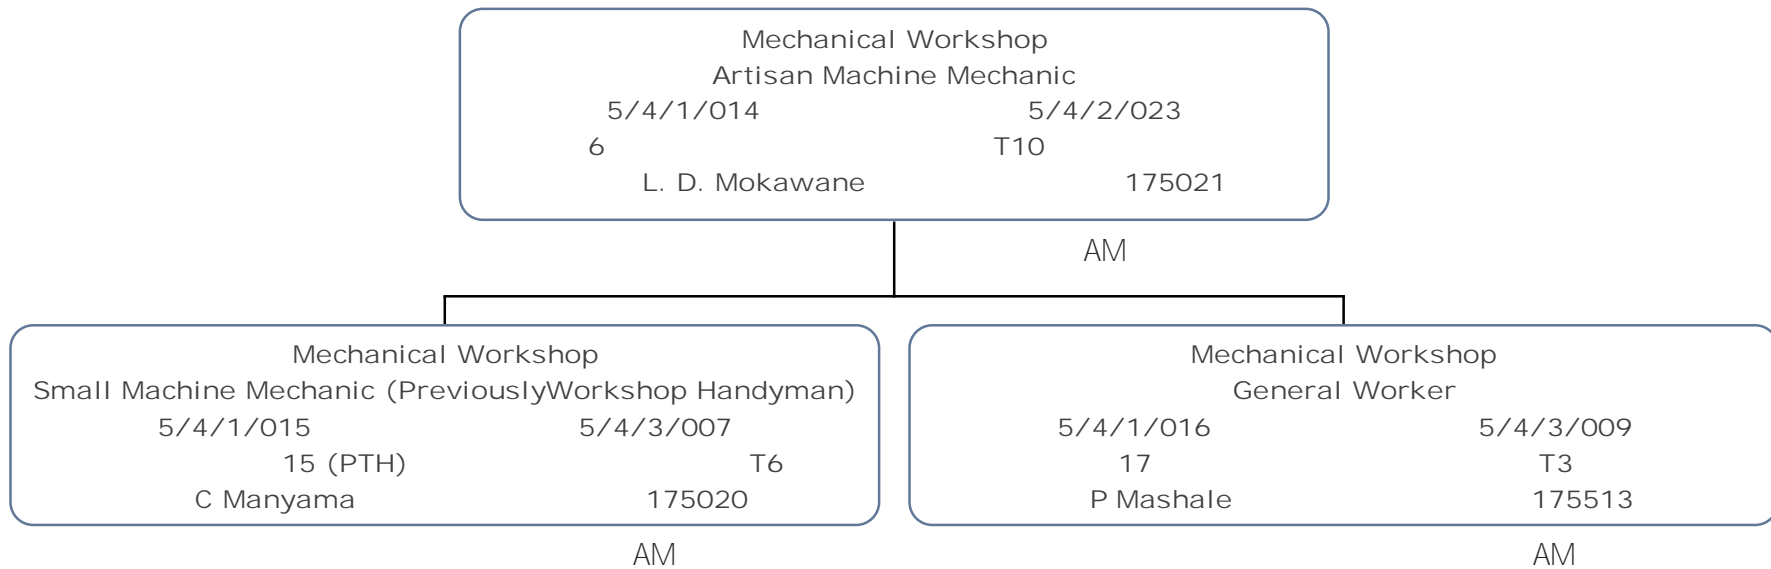 Mechanical Workshop
Artisan Machine Mechanic
5/4/1/014 5/4/2/023
6 T10
L. D. Mokawane 175021
AM
Mechanical Workshop
Small Machine Mechanic (PreviouslyWorkshop Handyman)
5/4/1/015 5/4/3/007
15 (PTH) T6
C Manyama 175020
AM
Mechanical Workshop
General Worker
5/4/1/016 5/4/3/009
17 T3
P Mashale 175513
AM